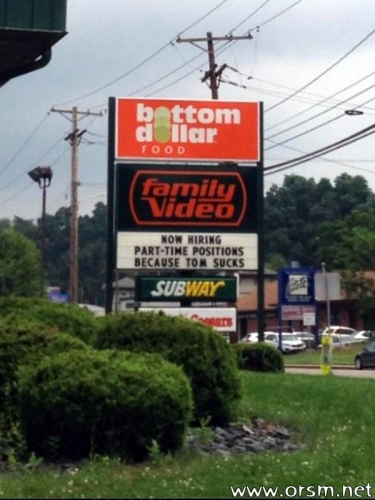 bottom
dollar
FOOD
family
Video
NOW HIRING
PART-TIME POSITIONS
BECAUSE TOM SUCKS
SUBWAY
www.orsm.net